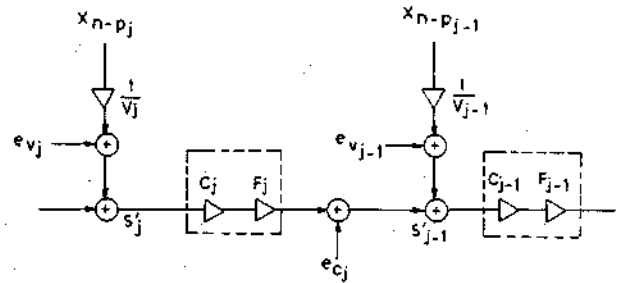 x_{n-p_j}
x_{n-p_{j-1}}
1/V_j
1/V_{j-1}
e_{v_j}
+
e_{v_{j-1}}
+
C_j
F_j
C_{j-1}
F_{j-1}
+
S'_j
+
+
S'_{j-1}
e_{c_j}